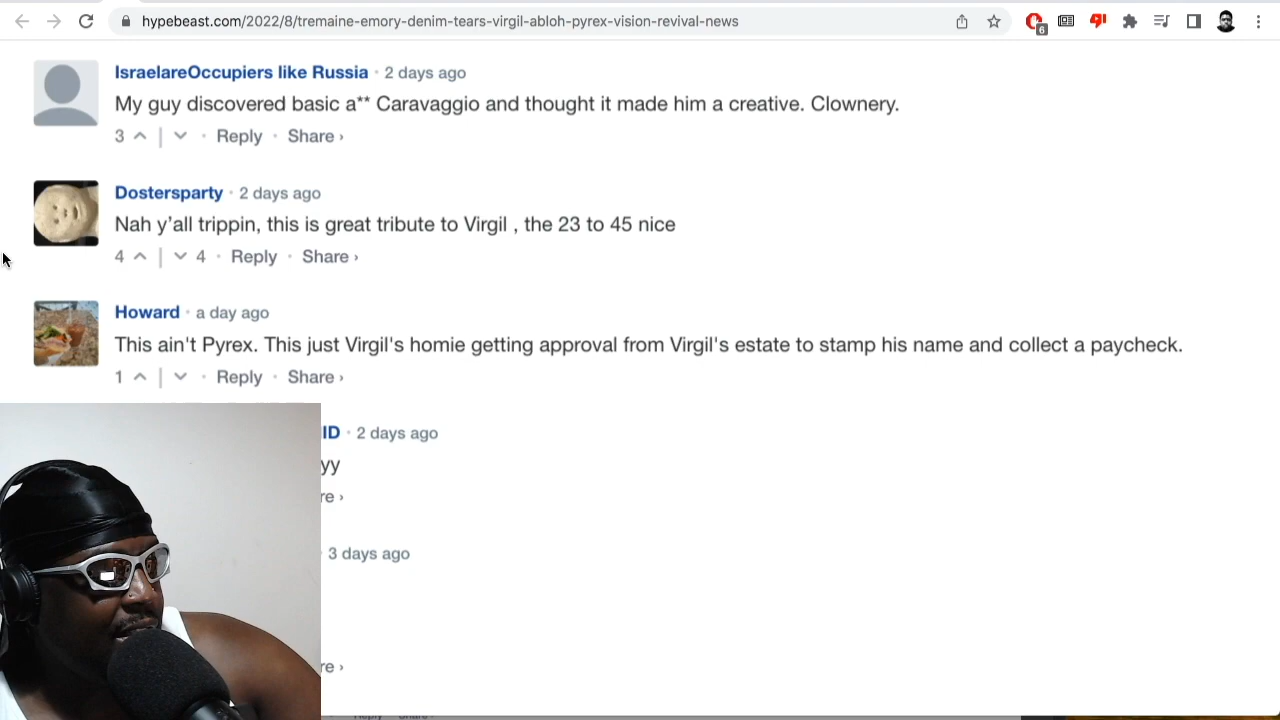 hypebeast.com/2022/8/tremaine-emory-denim-tears-virgil-abloh-pyrex-vision-revival-news
6
IsraelareOccupiers like Russia · 2 days ago
My guy discovered basic a** Caravaggio and thought it made him a creative. Clownery.
3 | · Reply · Share ›
Dostersparty · 2 days ago
Nah y’all trippin, this is great tribute to Virgil , the 23 to 45 nice
4 | 4 · Reply · Share ›
Howard · a day ago
This ain't Pyrex. This just Virgil's homie getting approval from Virgil's estate to stamp his name and collect a paycheck.
1 | · Reply · Share ›
ID · 2 days ago
yy
re ›
· 3 days ago
re ›
Reply Share ›